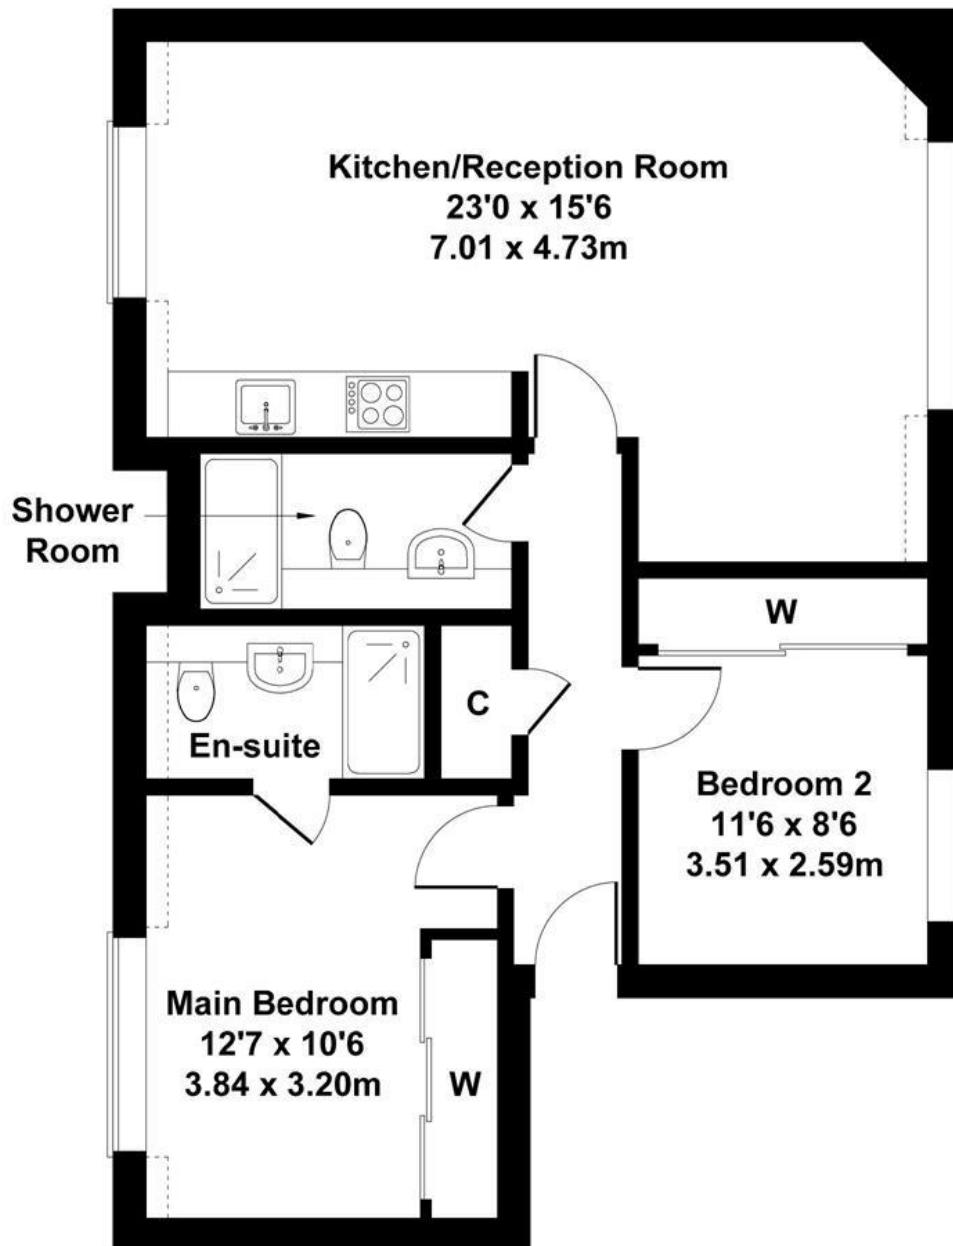 Kitchen/Reception Room
23'0 x 15'6
7.01 x 4.73m
Shower
Room
W
C
En-suite
Bedroom 2
11'6 x 8'6
3.51 x 2.59m
Main Bedroom
12'7 x 10'6
3.84 x 3.20m
W